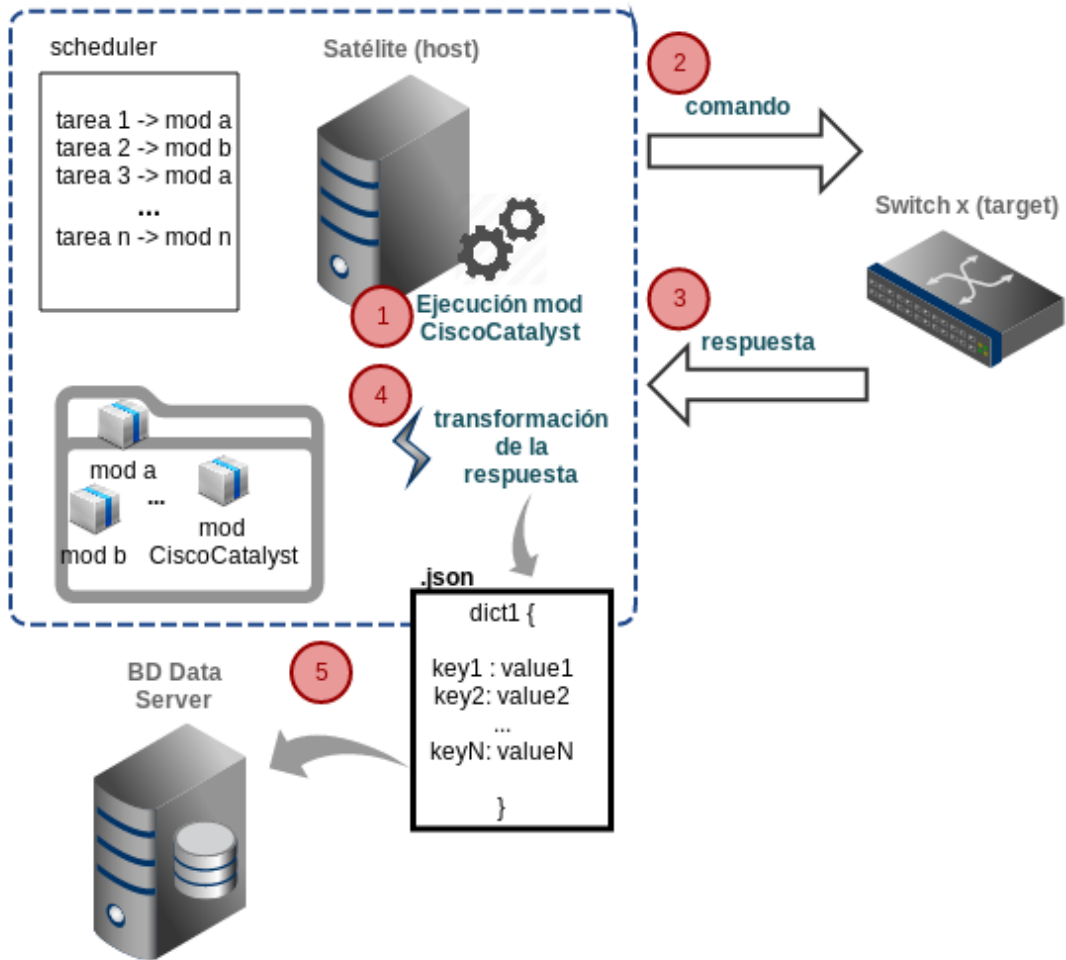 scheduler
tarea 1 -> mod a
tarea 2 -> mod b
tarea 3 -> mod a
...
tarea n -> mod n
Satélite (host)
1
Ejecución mod
CiscoCatalyst
2
comando
Switch x (target)
3
respuesta
4
transformación
de la
respuesta
mod a
...
mod b
mod
CiscoCatalyst
.json
dict1 {
key1 : value1
key2: value2
...
keyN: valueN
}
5
BD Data
Server